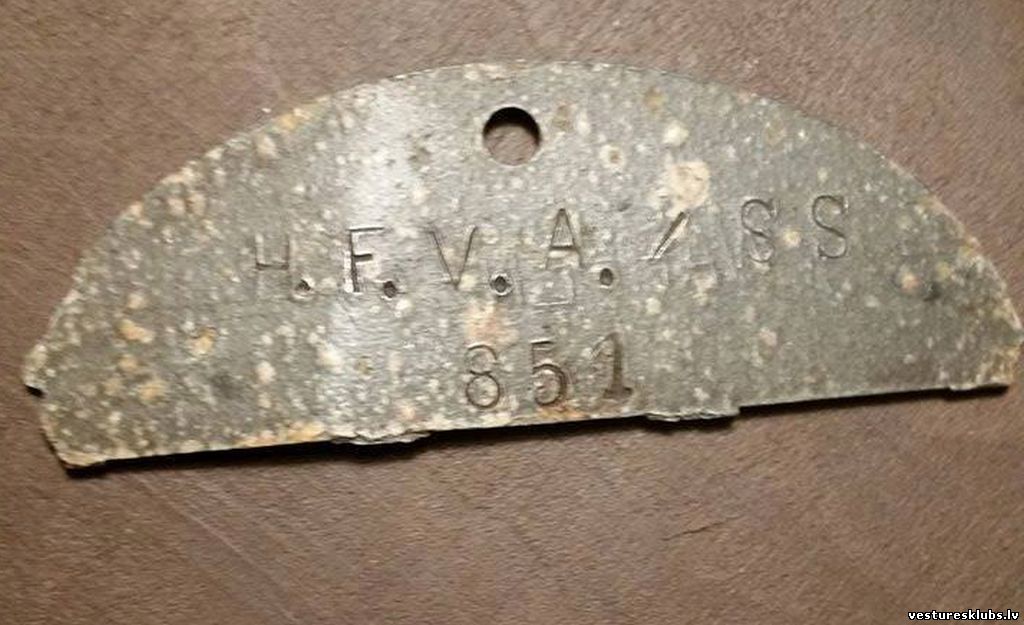 H.F.V.A. / SS
851
vesturesklubs.lv